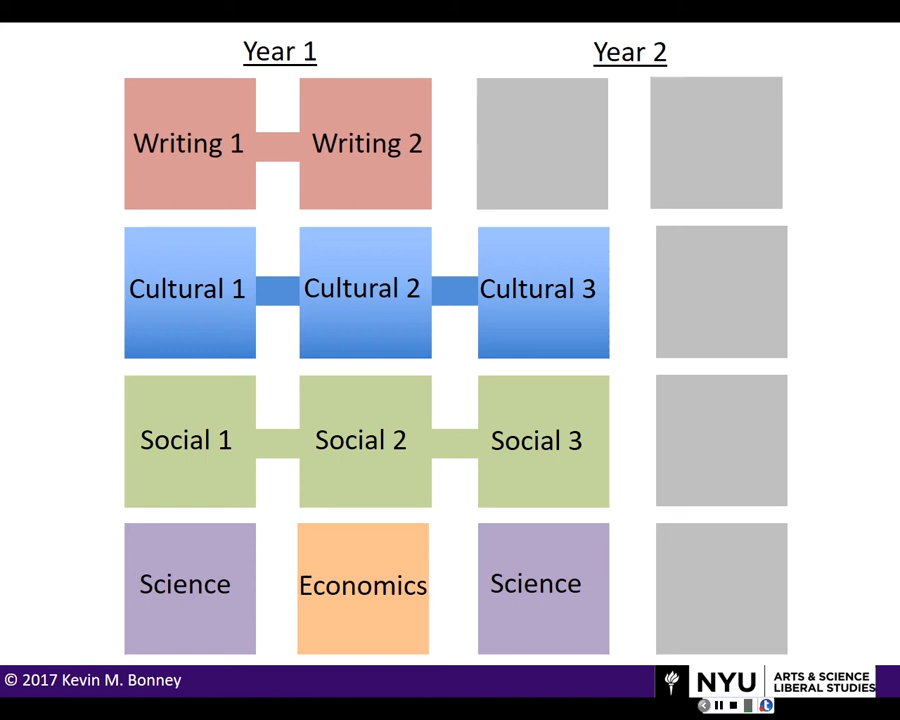 Year 1
Year 2
Writing 1
Writing 2
Cultural 1
Cultural 2
Cultural 3
Social 1
Social 2
Social 3
Science
Economics
Science
© 2017 Kevin M. Bonney
NYU
ARTS & SCIENCE
LIBERAL STUDIES